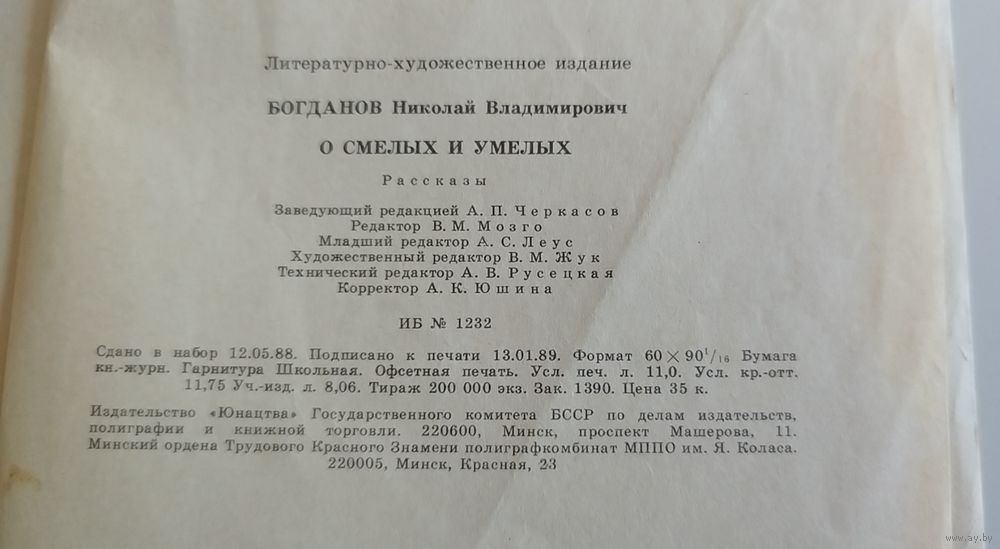 Литературно-художественное издание
БОГДАНОВ Николай Владимирович
О СМЕЛЫХ И УМЕЛЫХ
Рассказы
Заведующий редакцией А. П. Черкасов
Редактор В. М. Мозго
Младший редактор А. С. Леус
Художественный редактор В. М. Жук
Технический редактор А. В. Русецкая
Корректор А. К. Юшина
ИБ № 1232
Сдано в набор 12.05.88. Подписано к печати 13.01.89. Формат 60×90¹/₁₆ Бумага
кн.-журн. Гарнитура Школьная. Офсетная печать. Усл. печ. л. 11,0. Усл. кр.-отт.
11,75 Уч.-изд. л. 8,06. Тираж 200 000 экз. Зак. 1390. Цена 35 к.
Издательство «Юнацтва» Государственного комитета БССР по делам издательств,
полиграфии и книжной торговли. 220600, Минск, проспект Машерова, 11.
Минский ордена Трудового Красного Знамени полиграфкомбинат МППО им. Я. Коласа.
220005, Минск, Красная, 23
www.ay.by